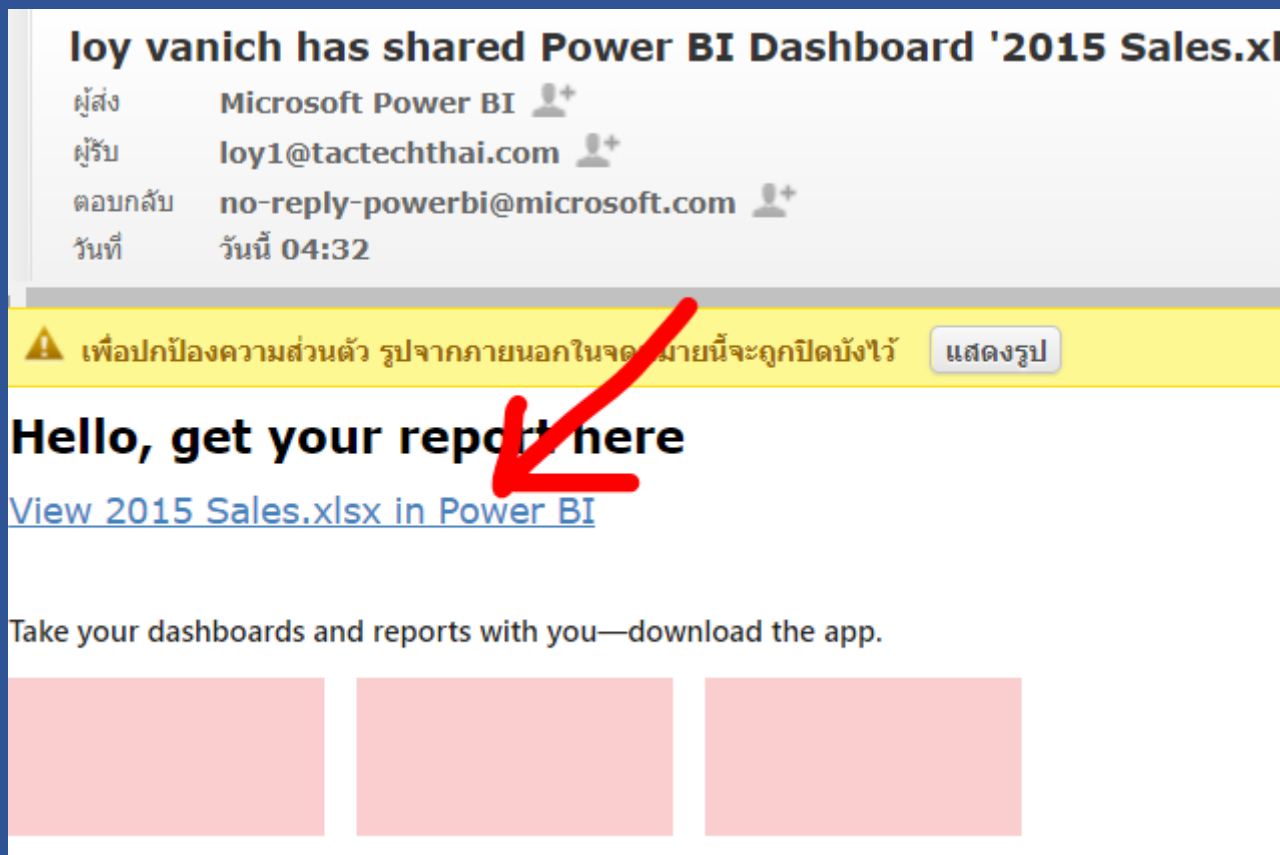 loy vanich has shared Power BI Dashboard '2015 Sales.xl
ผู้ส่ง Microsoft Power BI
ผู้รับ loy1@tactechthai.com
ตอบกลับ no-reply-powerbi@microsoft.com
วันที่ วันนี้ 04:32
เพื่อปกป้องความส่วนตัว รูปจากภายนอกในจดหมายนี้จะถูกปิดบังไว้ แสดงรูป
Hello, get your report here
View 2015 Sales.xlsx in Power BI
Take your dashboards and reports with you—download the app.